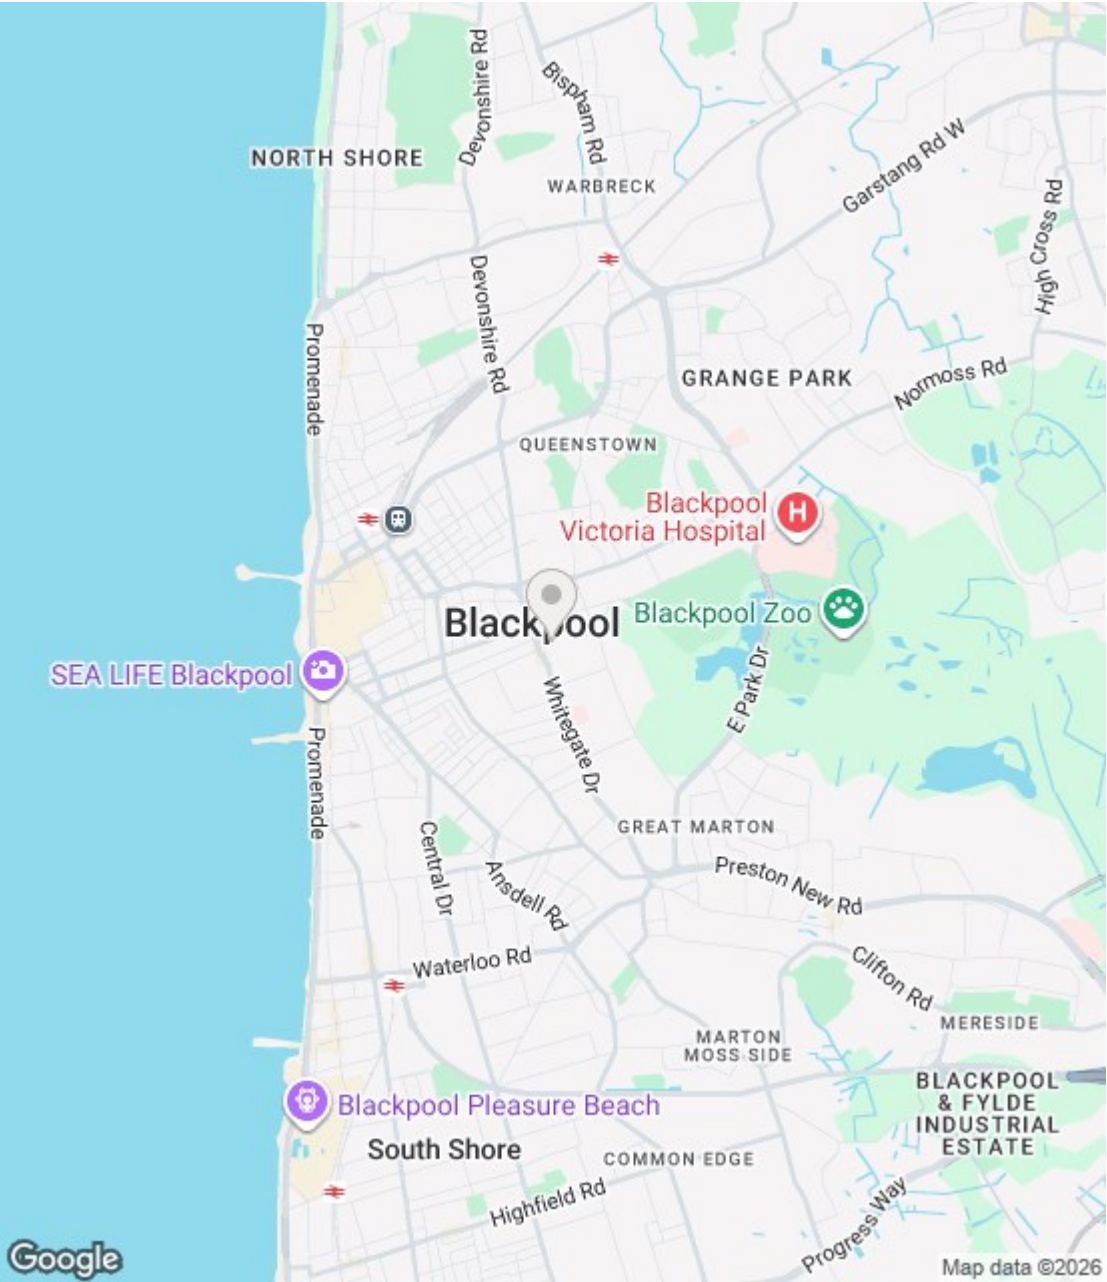 Devonshire Rd
Bispham Rd
NORTH SHORE
WARBRECK
Garstang Rd W
High Cross Rd
Devonshire Rd
Promenade
GRANGE PARK
Normoss Rd
QUEENSTOWN
Blackpool
Victoria Hospital
H
Blackpool
Blackpool Zoo
SEA LIFE Blackpool
Whitegate Dr
E Park Dr
Promenade
GREAT MARTON
Central Dr
Ansdell Rd
Preston New Rd
Waterloo Rd
Clifton Rd
MERESIDE
MARTON
MOSS SIDE
BLACKPOOL
& FYLDE
INDUSTRIAL
ESTATE
Blackpool Pleasure Beach
South Shore
COMMON EDGE
Highfield Rd
Progress Way
Google
Map data ©2026